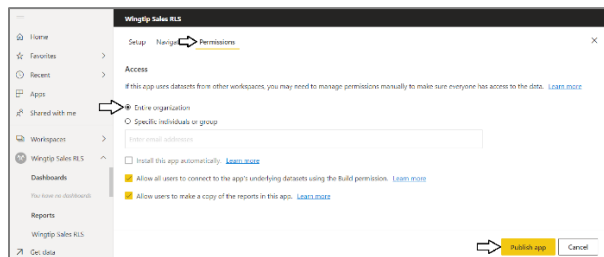 Wingtip Sales RLS
Home
Favorites
Recent
Apps
Shared with me
Workspaces
Wingtip Sales RLS
Dashboards
You have no dashboards
Reports
Wingtip Sales RLS
Get data
Setup Navigat Permissions
Access
If this app uses datasets from other workspaces, you may need to manage permissions manually to make sure everyone has access to the data. Learn more
Entire organization
Specific individuals or group
Enter email addresses
Install this app automatically. Learn more
Allow all users to connect to the app's underlying datasets using the Build permission. Learn more
Allow users to make a copy of the reports in this app. Learn more
Publish app Cancel